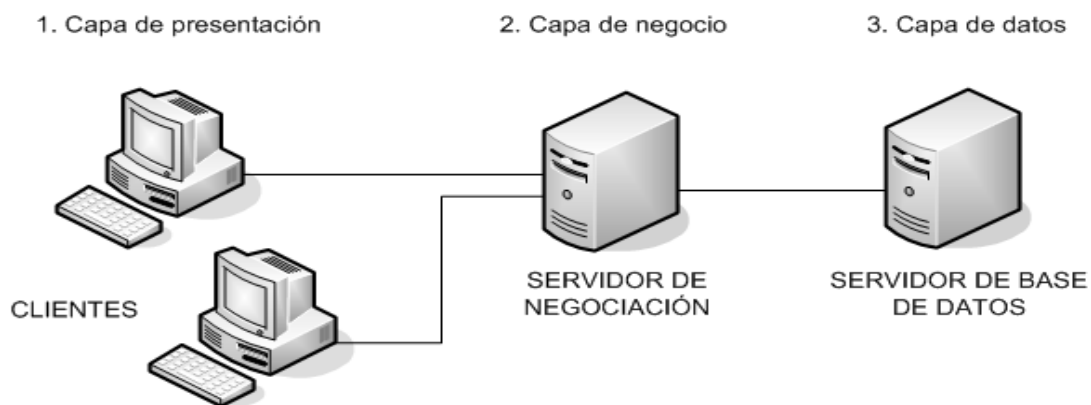 1. Capa de presentación
2. Capa de negocio
3. Capa de datos
CLIENTES
SERVIDOR DE
NEGOCIACIÓN
SERVIDOR DE BASE
DE DATOS